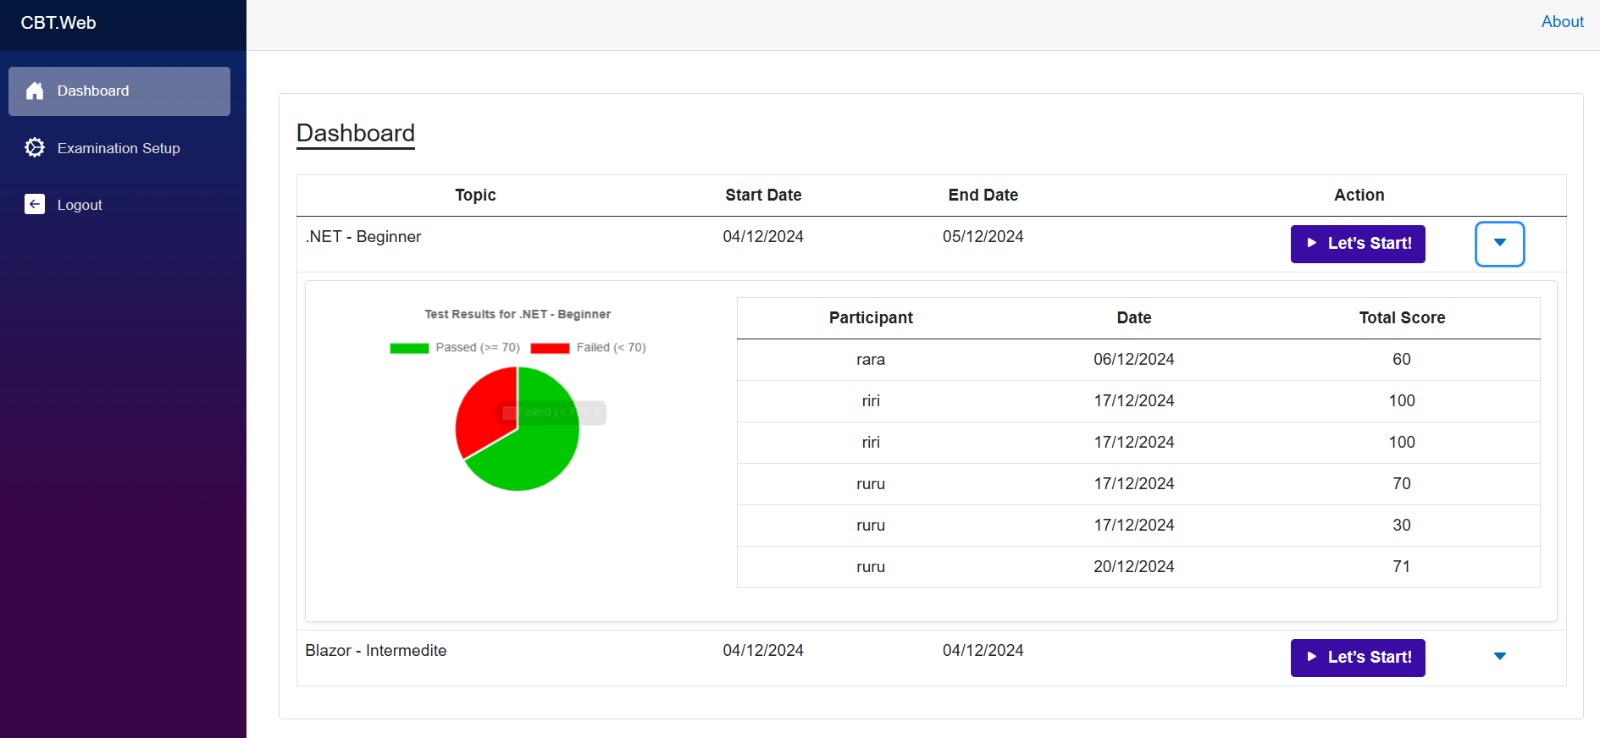 CBT.Web
About
Dashboard
Examination Setup
Logout
Dashboard
Topic Start Date End Date Action
.NET - Beginner 04/12/2024 05/12/2024 Let's Start!
Test Results for .NET - Beginner
Passed (>= 70) Failed (< 70)
Failed (< 7
Participant Date Total Score
rara 06/12/2024 60
riri 17/12/2024 100
riri 17/12/2024 100
ruru 17/12/2024 70
ruru 17/12/2024 30
ruru 20/12/2024 71
Blazor - Intermedite 04/12/2024 04/12/2024 Let's Start!